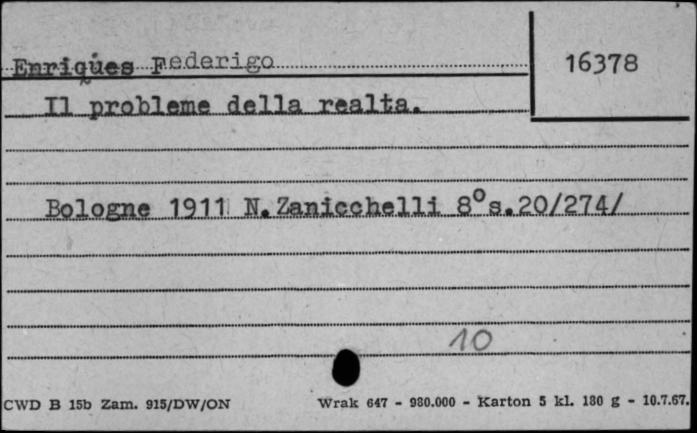 Enriques Federigo
16378
Il probleme della realta.
Bologne 1911 N.Zanicchelli 8° s.20/274/
10
CWD B 15b Zam. 915/DW/ON
Wrak 647 - 980.000 - Karton 5 kl. 180 g - 10.7.67.